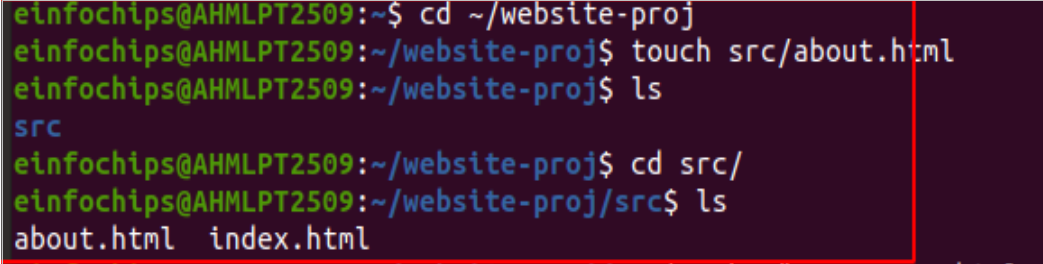 einfochips@AHMLPT2509:~$ cd ~/website-proj
einfochips@AHMLPT2509:~/website-proj$ touch src/about.html
einfochips@AHMLPT2509:~/website-proj$ ls
src
einfochips@AHMLPT2509:~/website-proj$ cd src/
einfochips@AHMLPT2509:~/website-proj/src$ ls
about.html  index.html